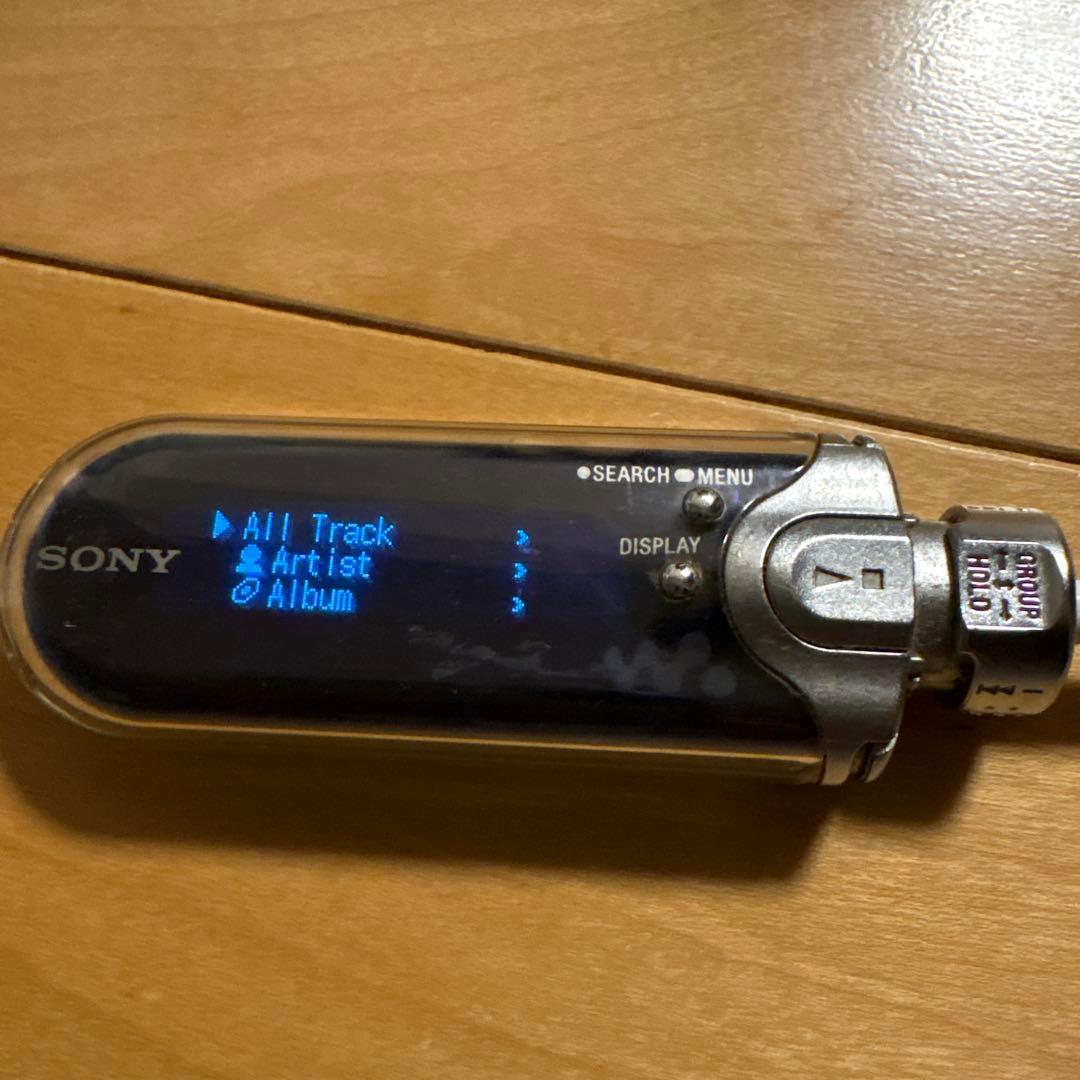 SEARCH MENU
DISPLAY
SONY
All Track
Artist
Album
GROUP
HOLD